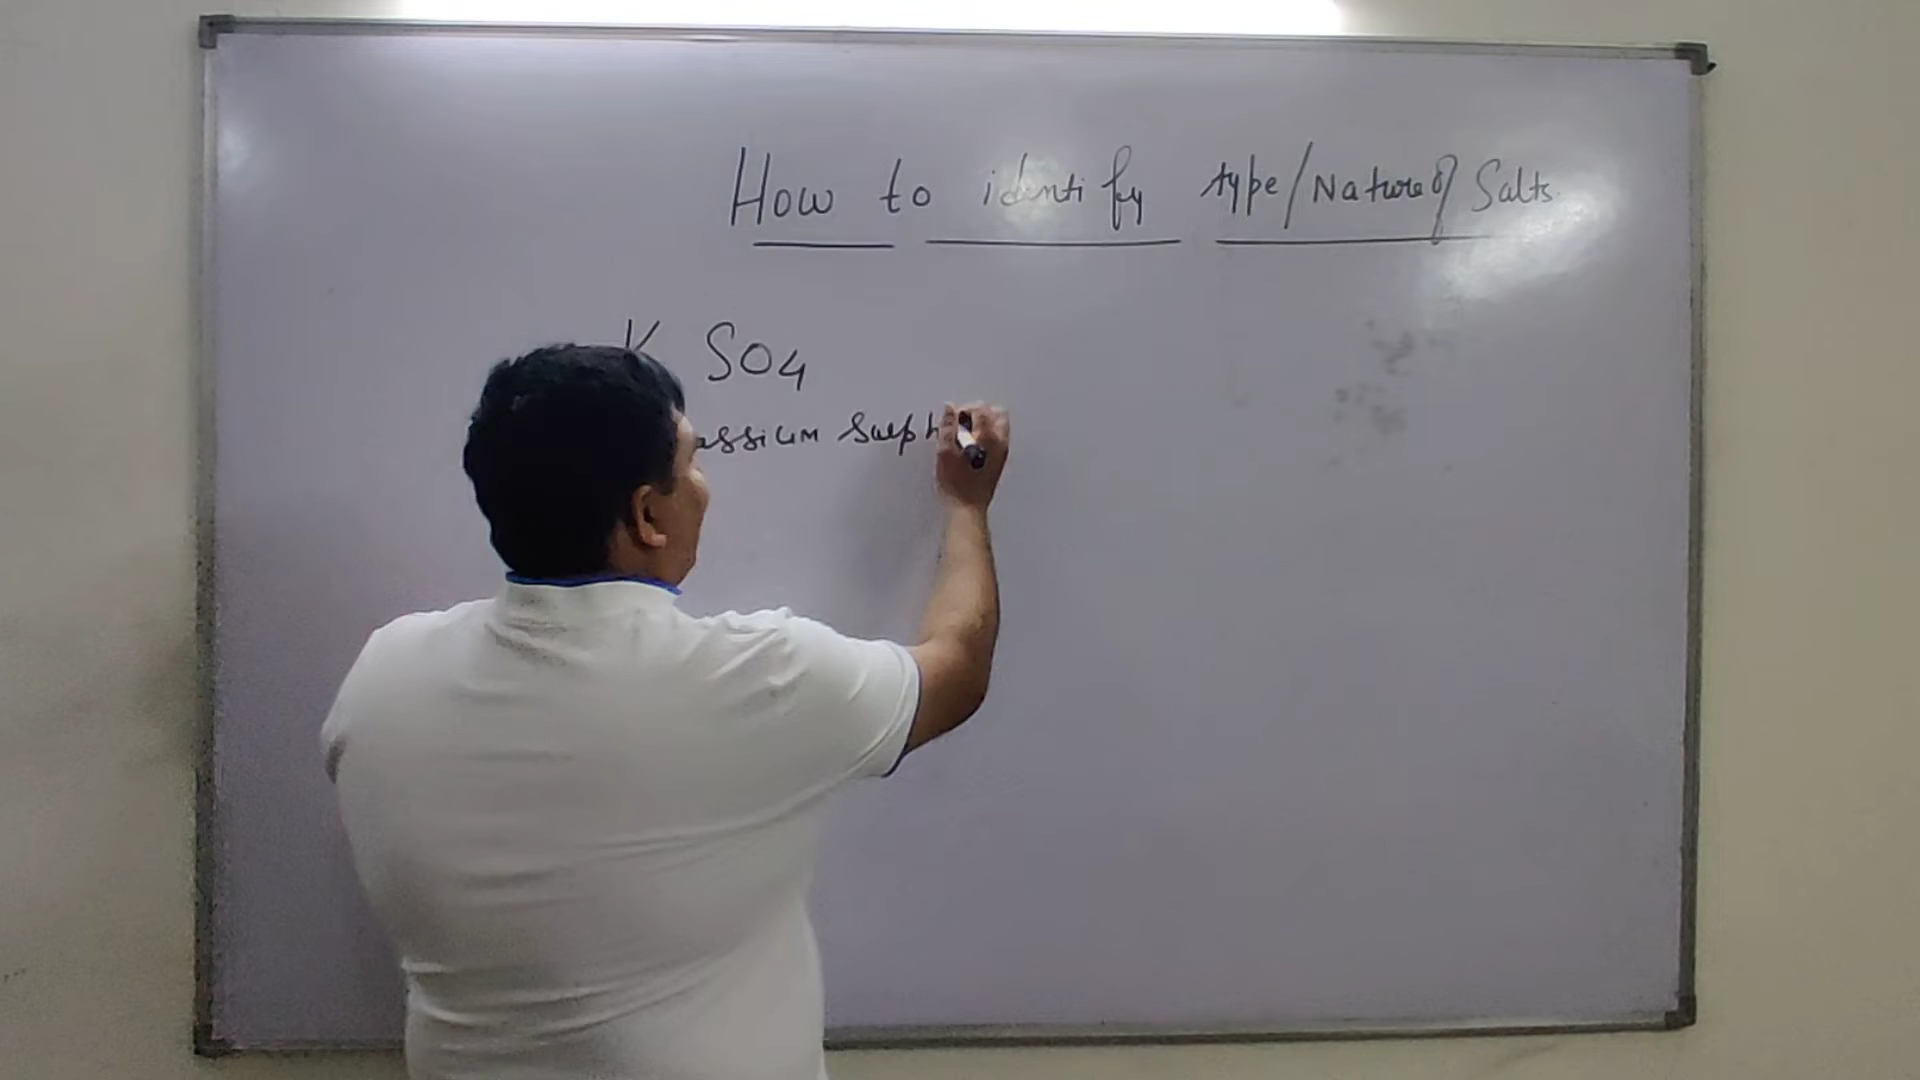 How to identify type/Nature of Salts.
K SO4
assium Sulph